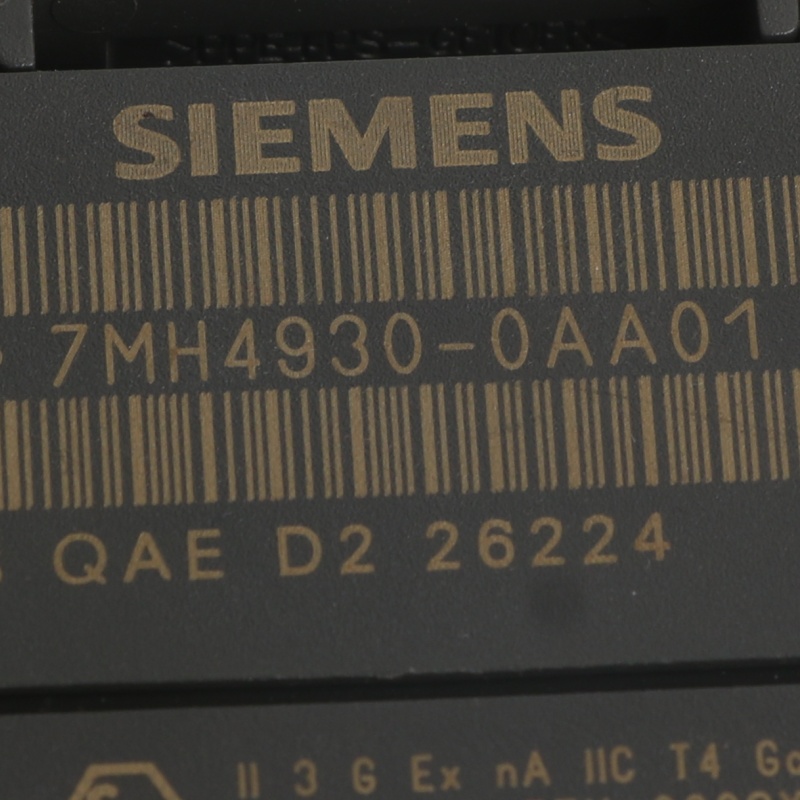 SIEMENS
7MH4930-0AA01
QAE D2 26224
II 3 G Ex nA IIC T4